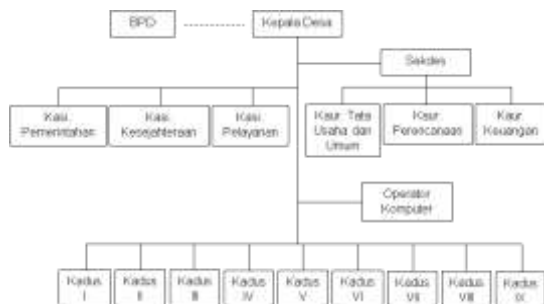 BPD
Kepala Desa
Sekdes
Kasi
Pemerintahan
Kasi
Kesejahteraan
Kasi
Pelayanan
Kaur Tata
Usaha dan
Umum
Kaur
Perencanaan
Kaur
Keuangan
Operator
Komputer
Kadus
I
Kadus
II
Kadus
III
Kadus
IV
Kadus
V
Kadus
VI
Kadus
VII
Kadus
VIII
Kadus
IX